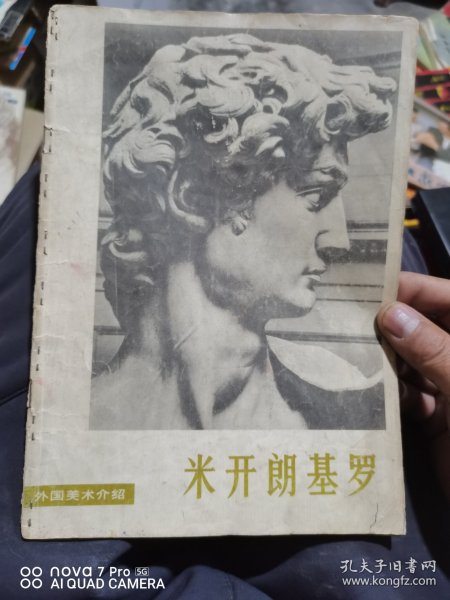 米开朗基罗
外国美术介绍
nova 7 Pro 5G
AI QUAD CAMERA
孔夫子旧书网
www.kongfz.com